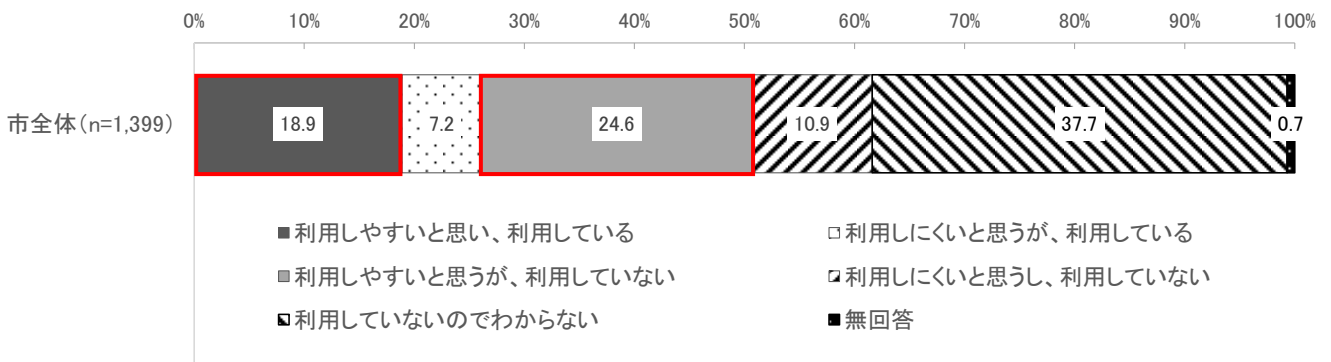 0% 10% 20% 30% 40% 50% 60% 70% 80% 90% 100%
市全体(n=1,399) 18.9 7.2 24.6 10.9 37.7 0.7
利用しやすいと思い、利用している 利用しにくいと思うが、利用している
利用しやすいと思うが、利用していない 利用しにくいと思うし、利用していない
利用していないのでわからない 無回答